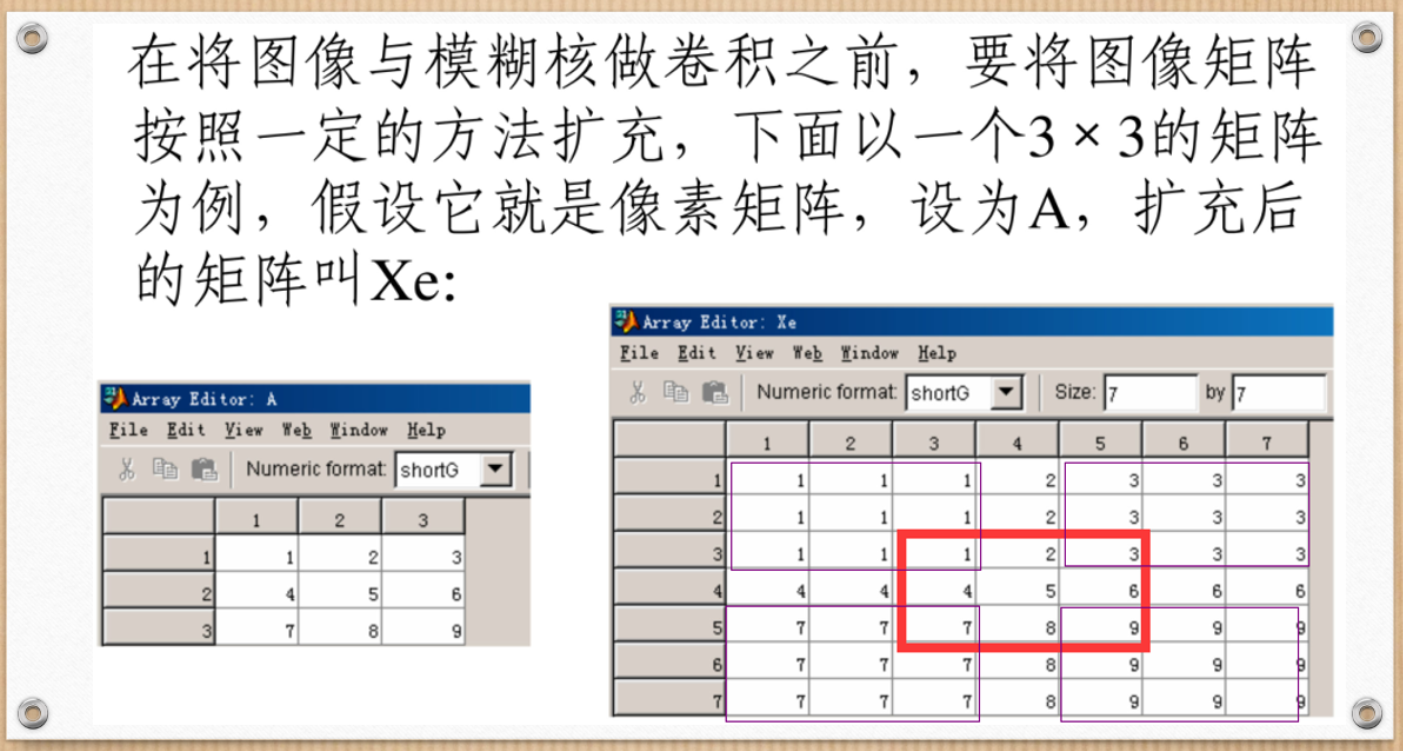 在将图像与模糊核做卷积之前，要将图像矩阵
按照一定的方法扩充，下面以一个3×3的矩阵
为例，假设它就是像素矩阵，设为A，扩充后
的矩阵叫Xe:
Array Editor: A
File Edit View Web Window Help
Numeric format: shortG
1 2 3
1 1 2 3
2 4 5 6
3 7 8 9
Array Editor: Xe
File Edit View Web Window Help
Numeric format: shortG Size: 7 by 7
1 2 3 4 5 6 7
1 1 1 1 2 3 3 3
2 1 1 1 2 3 3 3
3 1 1 1 2 3 3 3
4 4 4 4 5 6 6 6
5 7 7 7 8 9 9 9
6 7 7 7 8 9 9 9
7 7 7 7 8 9 9 9